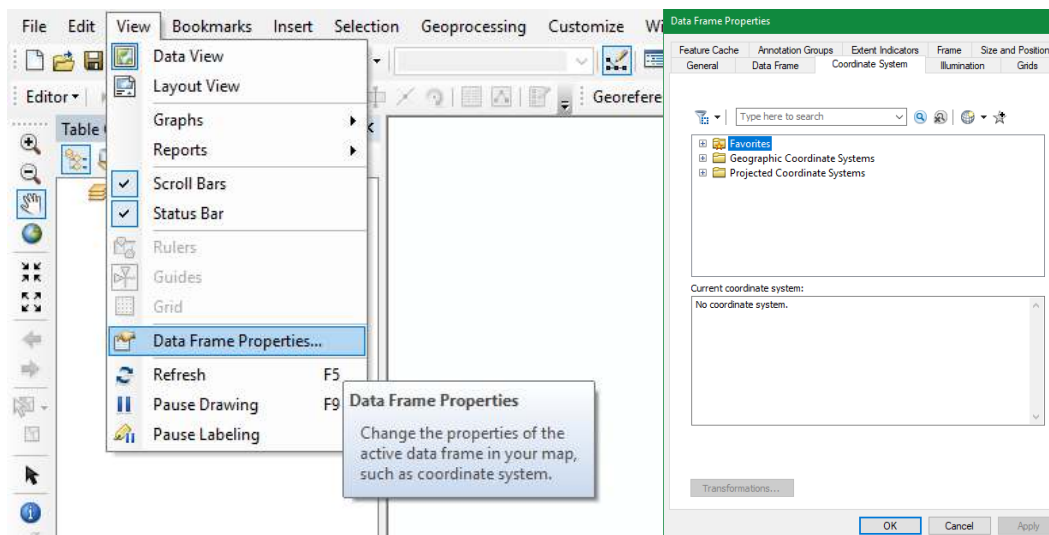 File Edit View Bookmarks Insert Selection Geoprocessing Customize
Editor
Georefere
Table
Data View
Layout View
Graphs
Reports
Scroll Bars
Status Bar
Rulers
Guides
Grid
Data Frame Properties...
Refresh F5
Pause Drawing F9
Pause Labeling
Data Frame Properties
Change the properties of the
active data frame in your map,
such as coordinate system.
Data Frame Properties
Feature Cache Annotation Groups Extent Indicators Frame Size and Position
General Data Frame Coordinate System Illumination Grids
Type here to search
Favorites
Geographic Coordinate Systems
Projected Coordinate Systems
Current coordinate system:
No coordinate system.
Transformations...
OK Cancel Apply